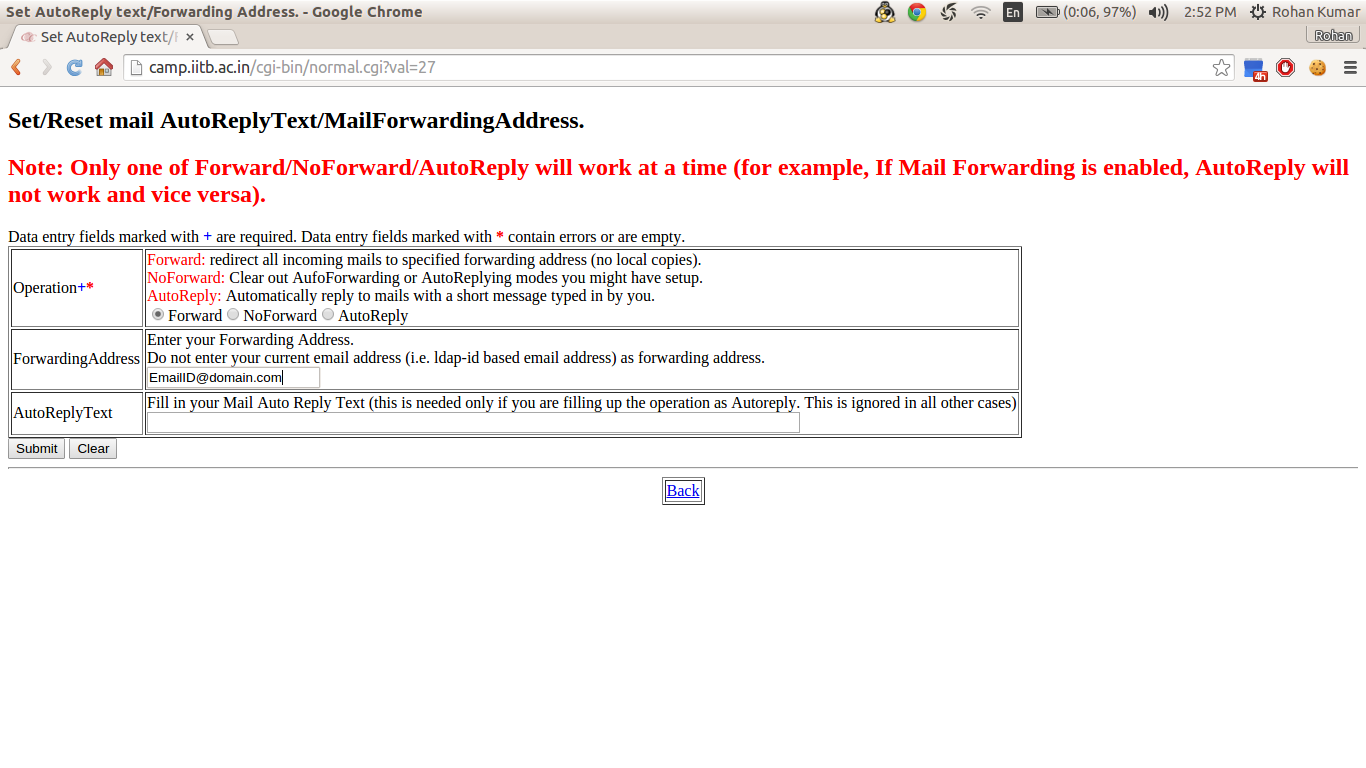 Set AutoReply text/Forwarding Address. - Google Chrome
En
(0:06, 97%)
2:52 PM
Rohan Kumar
Set AutoReply text/F
Rohan
camp.iitb.ac.in/cgi-bin/normal.cgi?val=27
4h
Set/Reset mail AutoReplyText/MailForwardingAddress.
Note: Only one of Forward/NoForward/AutoReply will work at a time (for example, If Mail Forwarding is enabled, AutoReply will
not work and vice versa).
Data entry fields marked with + are required. Data entry fields marked with * contain errors or are empty.
Operation+*
Forward: redirect all incoming mails to specified forwarding address (no local copies).
NoForward: Clear out AufoForwarding or AutoReplying modes you might have setup.
AutoReply: Automatically reply to mails with a short message typed in by you.
Forward NoForward AutoReply
ForwardingAddress
Enter your Forwarding Address.
Do not enter your current email address (i.e. ldap-id based email address) as forwarding address.
EmailID@domain.com
AutoReplyText
Fill in your Mail Auto Reply Text (this is needed only if you are filling up the operation as Autoreply. This is ignored in all other cases)
Submit Clear
Back